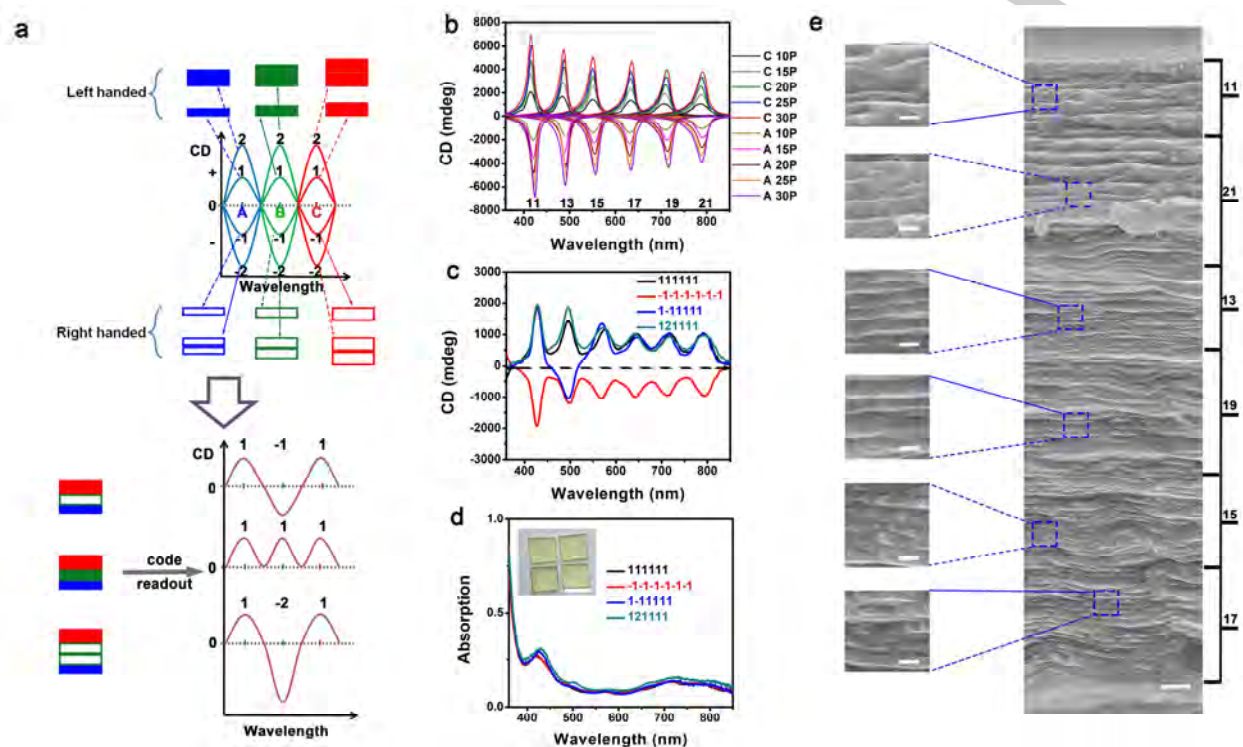 a
Left handed
CD
+
0
-
2 2 2
1 1 1
A B C
-1 -1 -1
-2 -2 -2
Wavelength
Right handed
code
readout
CD
1 -1 1
0
1 1 1
0
1 -2 1
0
Wavelength
b
CD (mdeg)
8000
6000
4000
2000
0
-2000
-4000
-6000
-8000
11 13 15 17 19 21
400 500 600 700 800
Wavelength (nm)
C 10P
C 15P
C 20P
C 25P
C 30P
A 10P
A 15P
A 20P
A 25P
A 30P
c
CD (mdeg)
3000
2000
1000
0
-1000
-2000
-3000
111111
-1-1-1-1-1-1
1-11111
121111
400 500 600 700 800
Wavelength (nm)
d
Absorption
1.0
0.5
0.0
111111
-1-1-1-1-1-1
1-11111
121111
400 500 600 700 800
Wavelength (nm)
e
11
21
13
19
15
17